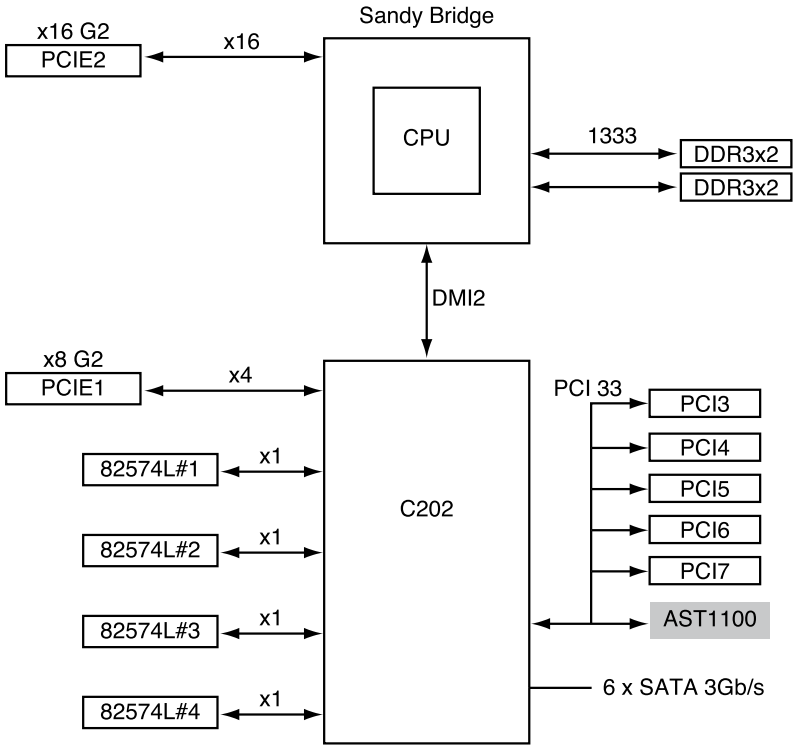 Sandy Bridge
x16 G2
PCIE2
x16
CPU
1333
DDR3x2
DDR3x2
DMI2
x8 G2
PCIE1
x4
PCI 33
PCI3
PCI4
82574L#1
x1
PCI5
C202
82574L#2
x1
PCI6
PCI7
82574L#3
x1
AST1100
6 x SATA 3Gb/s
82574L#4
x1